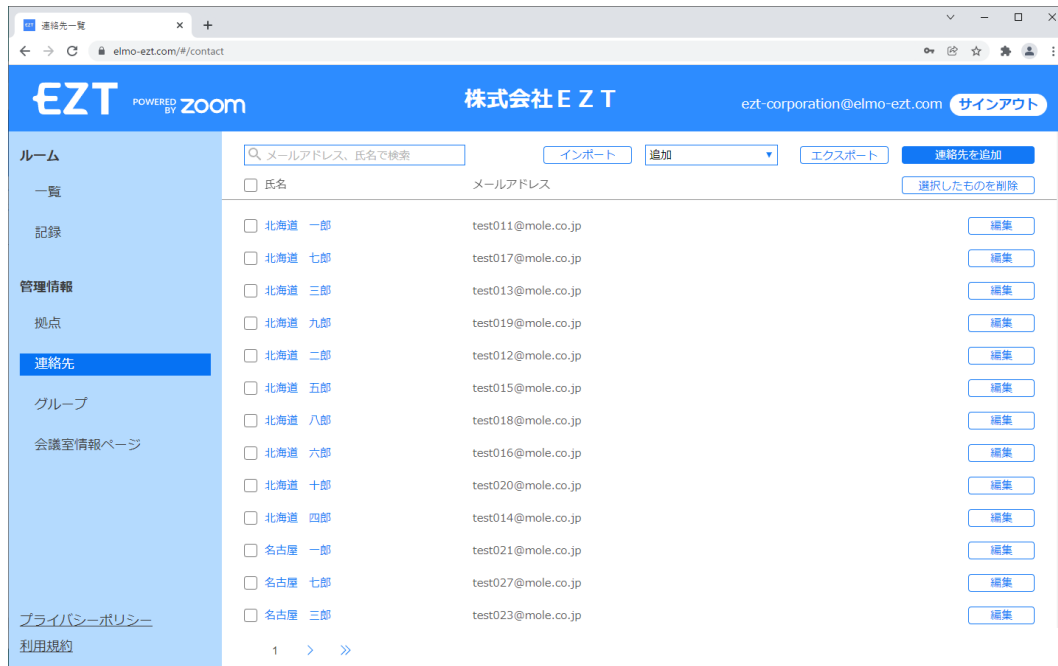 EZT 連絡先一覧
elmo-ezt.com/#/contact
EZT POWERED BY zoom 株式会社ＥＺＴ ezt-corporation@elmo-ezt.com サインアウト
ルーム
一覧
記録
管理情報
拠点
連絡先
グループ
会議室情報ページ
プライバシーポリシー
利用規約
メールアドレス、氏名で検索 インポート 追加 エクスポート 連絡先を追加
氏名 メールアドレス 選択したものを削除
北海道　一郎 test011@mole.co.jp 編集
北海道　七郎 test017@mole.co.jp 編集
北海道　三郎 test013@mole.co.jp 編集
北海道　九郎 test019@mole.co.jp 編集
北海道　二郎 test012@mole.co.jp 編集
北海道　五郎 test015@mole.co.jp 編集
北海道　八郎 test018@mole.co.jp 編集
北海道　六郎 test016@mole.co.jp 編集
北海道　十郎 test020@mole.co.jp 編集
北海道　四郎 test014@mole.co.jp 編集
名古屋　一郎 test021@mole.co.jp 編集
名古屋　七郎 test027@mole.co.jp 編集
名古屋　三郎 test023@mole.co.jp 編集
1